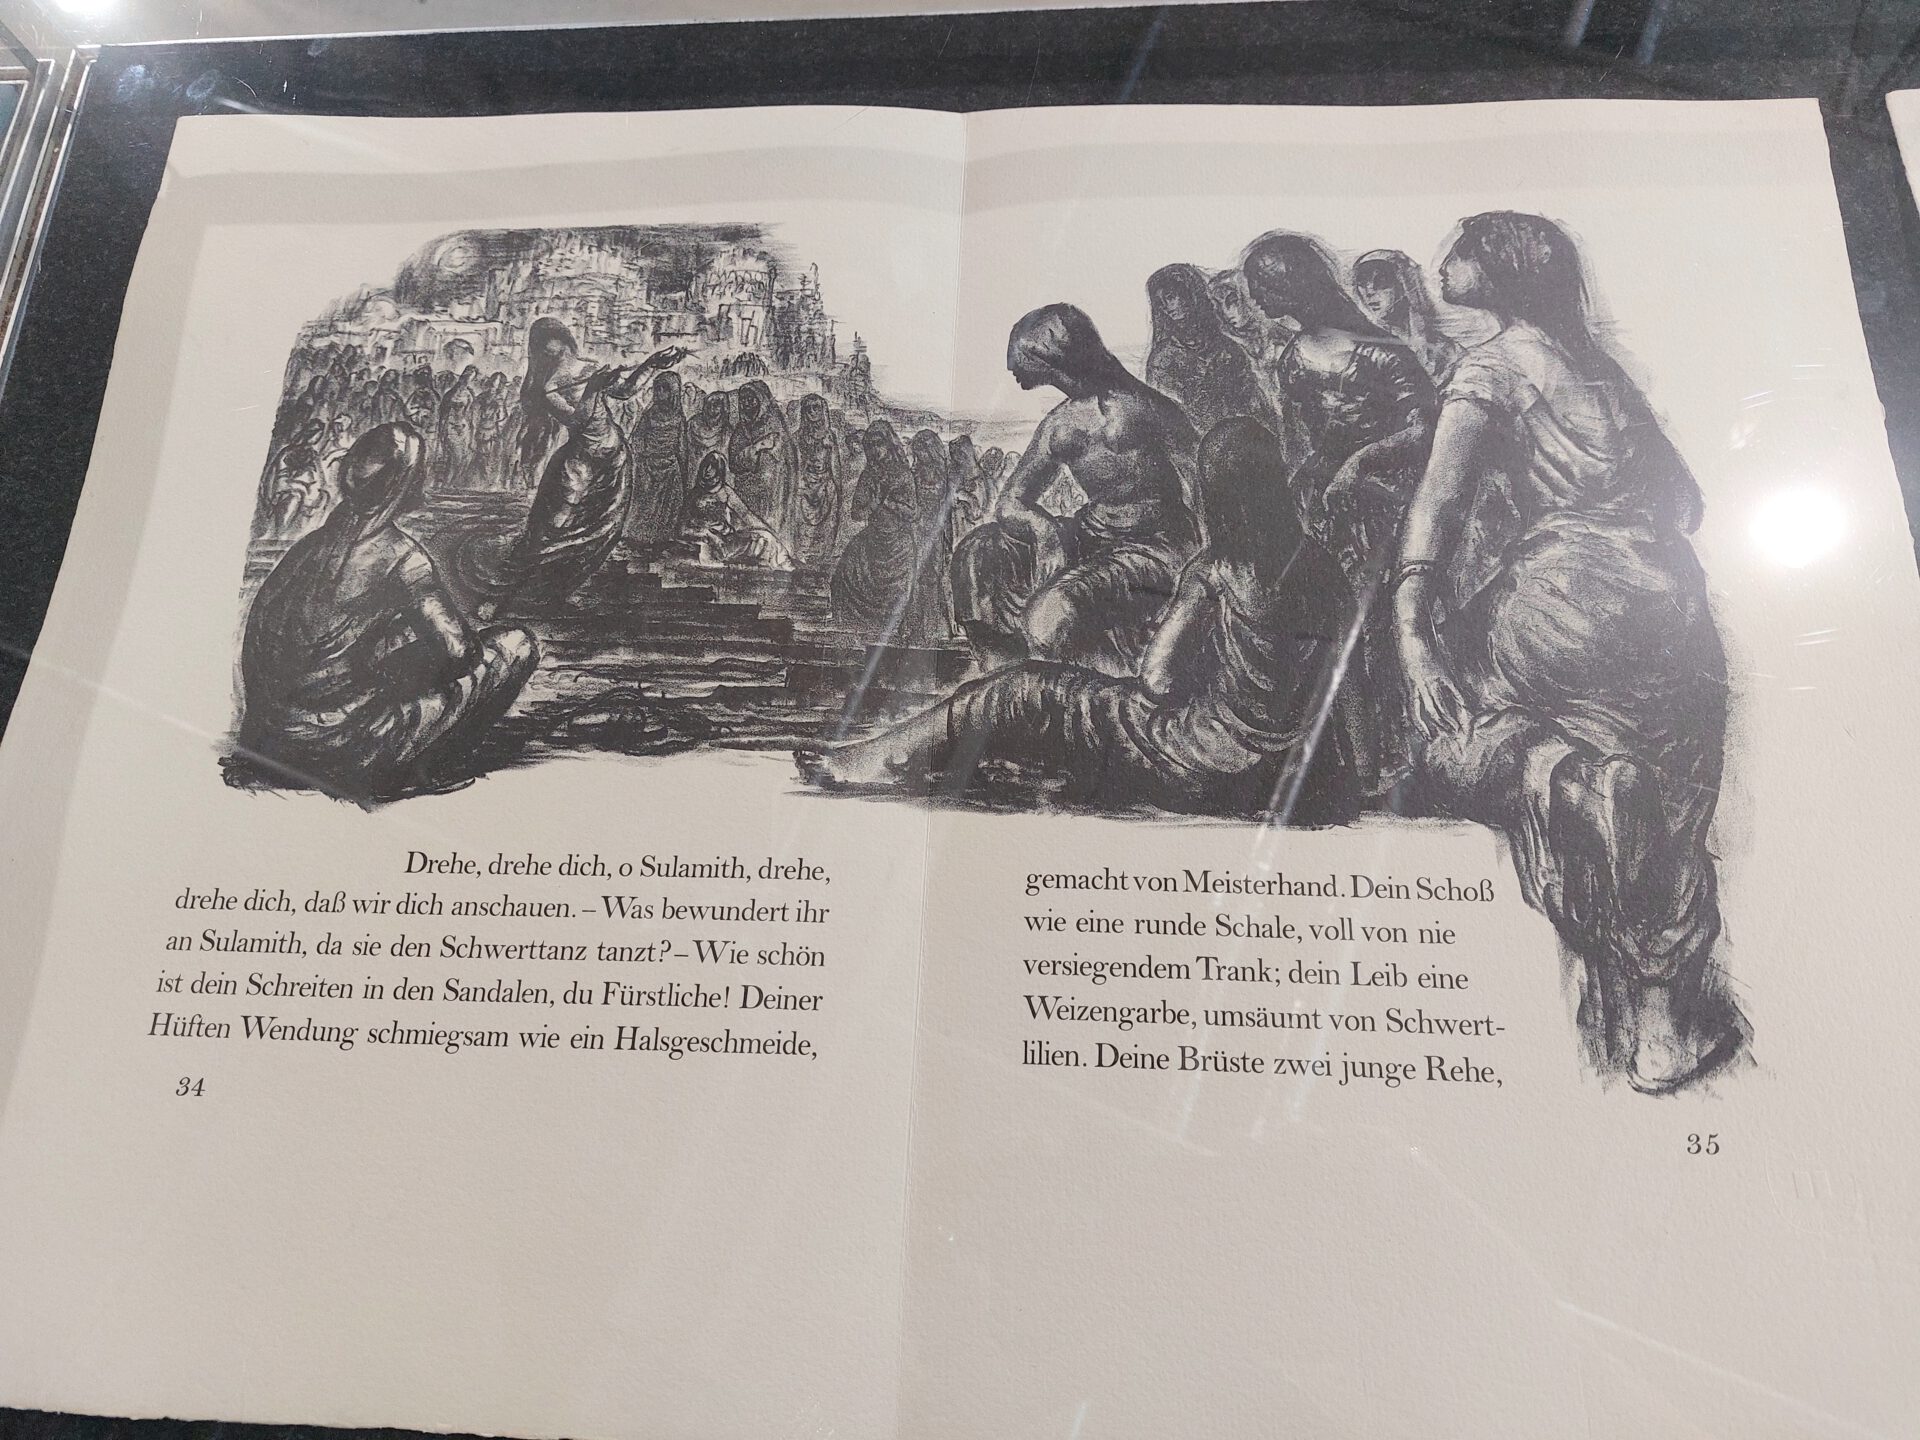 Drehe, drehe dich, o Sulamith, drehe,
drehe dich, daß wir dich anschauen. – Was bewundert ihr
an Sulamith, da sie den Schwerttanz tanzt? – Wie schön
ist dein Schreiten in den Sandalen, du Fürstliche! Deiner
Hüften Wendung schmiegsam wie ein Halsgeschmeide,
34
gemacht von Meisterhand. Dein Schoß
wie eine runde Schale, voll von nie
versiegendem Trank; dein Leib eine
Weizengarbe, umsäumt von Schwert-
lilien. Deine Brüste zwei junge Rehe,
35